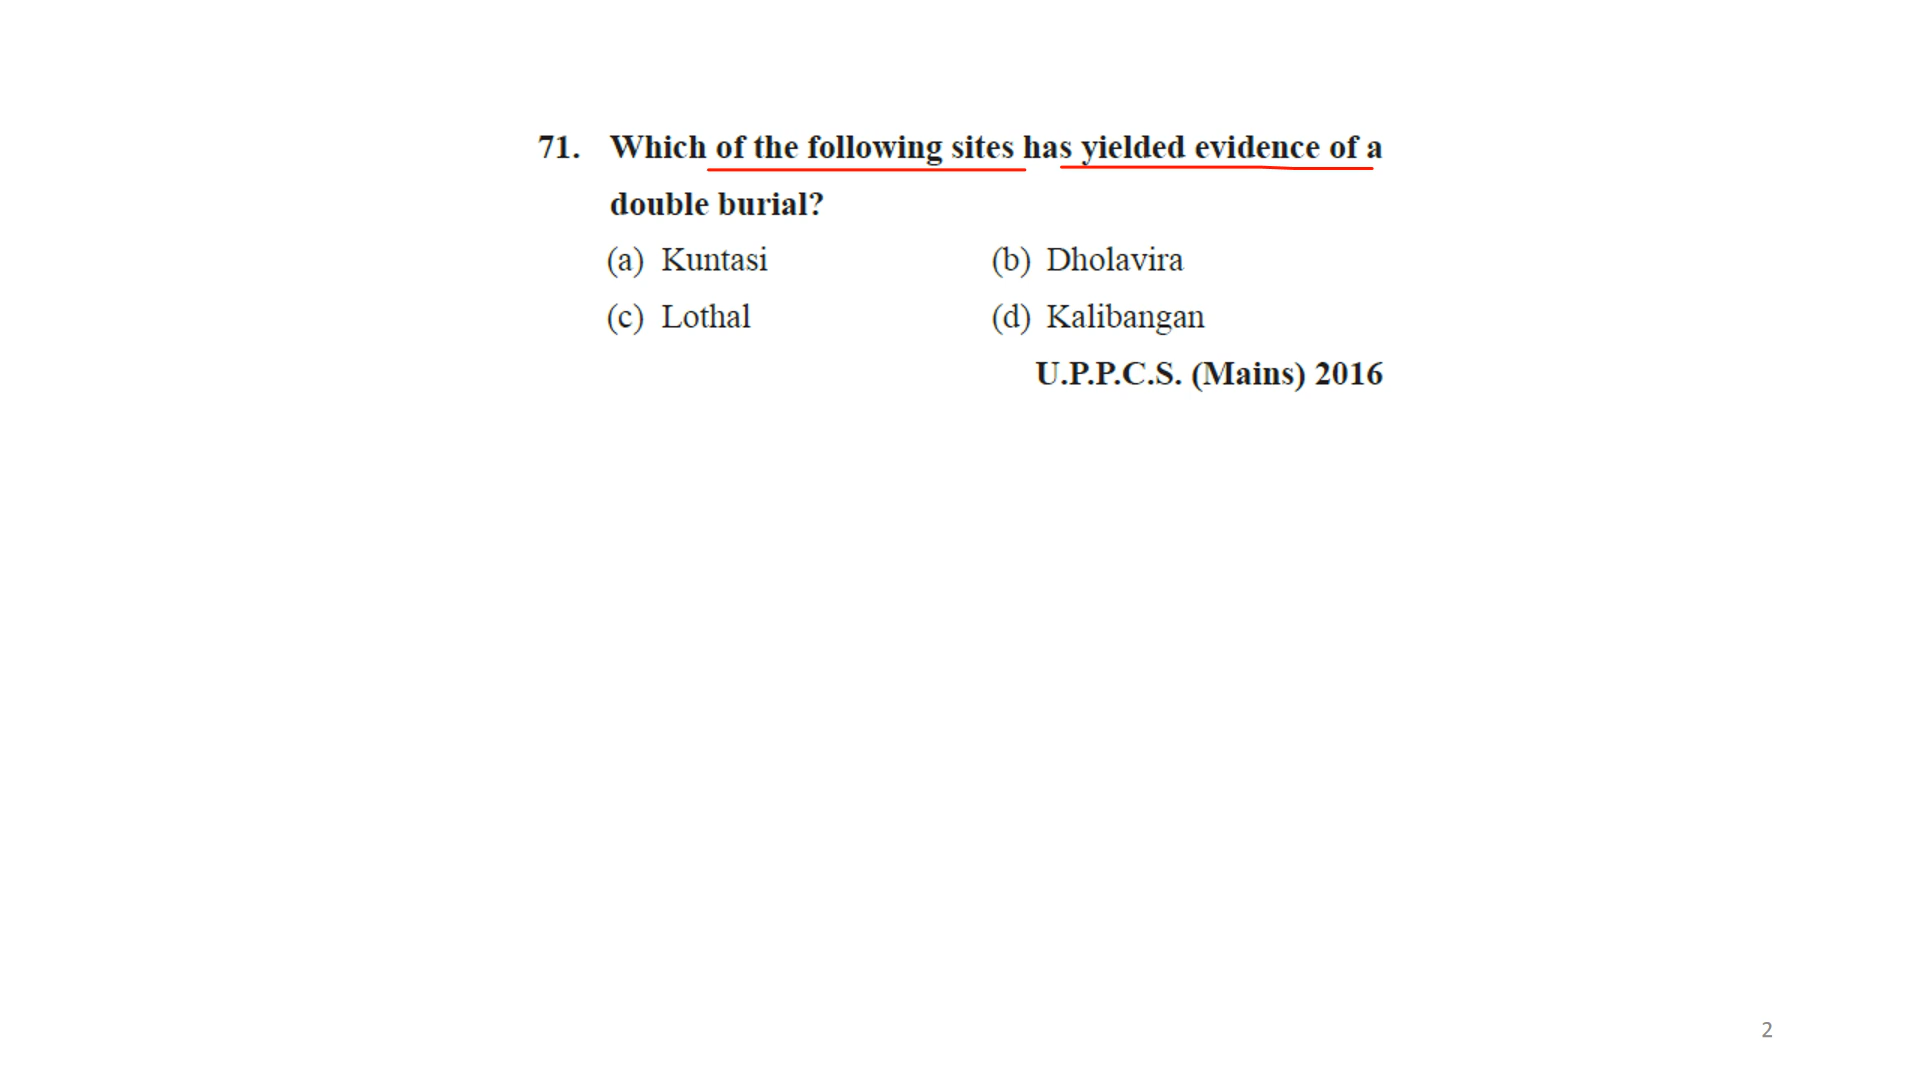 71. Which of the following sites has yielded evidence of a
double burial?
(a) Kuntasi (b) Dholavira
(c) Lothal (d) Kalibangan
U.P.P.C.S. (Mains) 2016
2